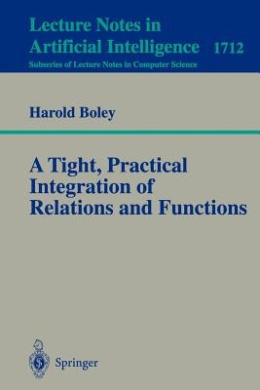 Lecture Notes in
Artificial Intelligence 1712
Subseries of Lecture Notes in Computer Science
Harold Boley
A Tight, Practical
Integration of
Relations and Functions
Springer